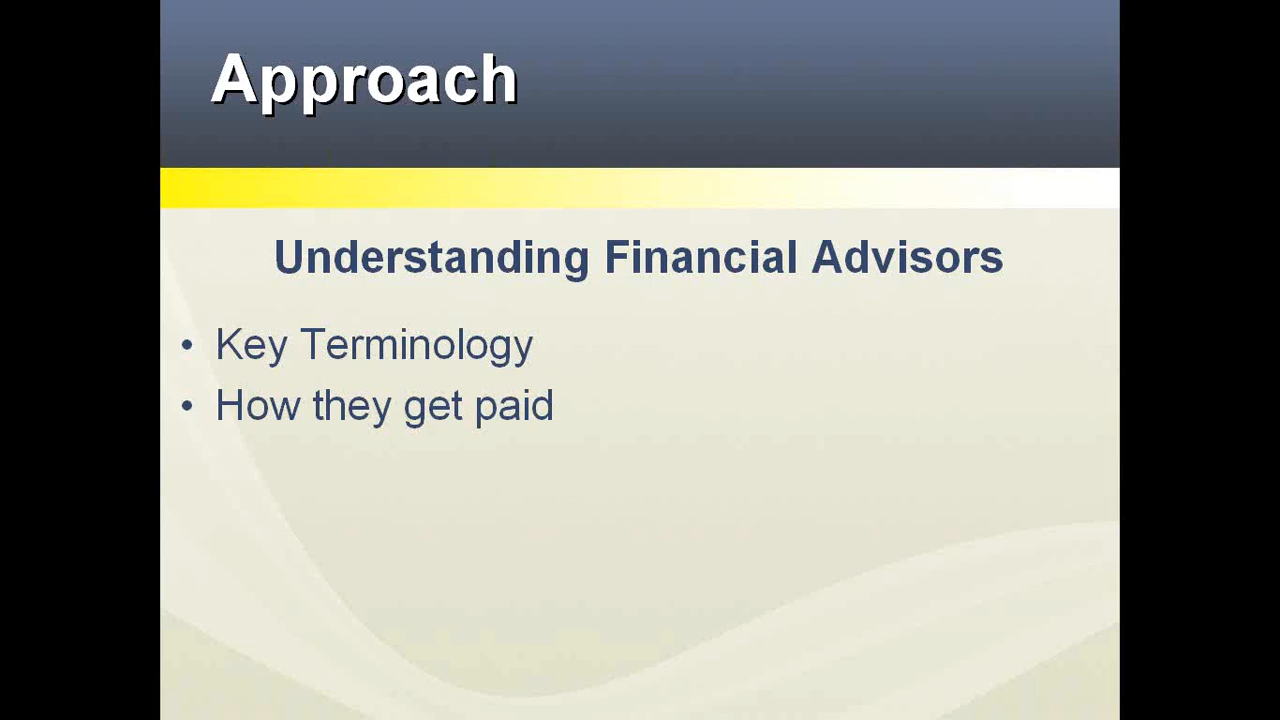 Approach
Understanding Financial Advisors
• Key Terminology
• How they get paid